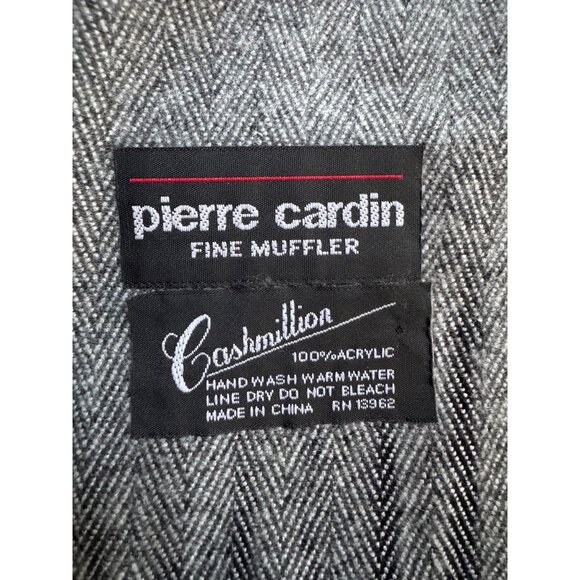 pierre cardin
FINE MUFFLER
Cashmillion
100% ACRYLIC
HAND WASH WARM WATER
LINE DRY DO NOT BLEACH
MADE IN CHINA RN 13962